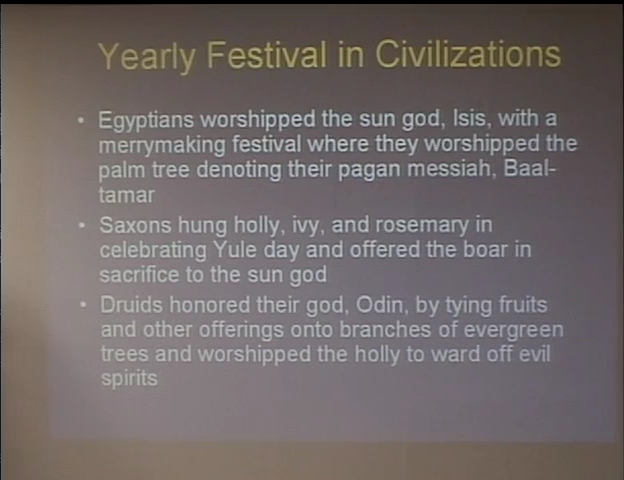 Yearly Festival in Civilizations
• Egyptians worshipped the sun god, Isis, with a
merrymaking festival where they worshipped the
palm tree denoting their pagan messiah, Baal-
tamar
• Saxons hung holly, ivy, and rosemary in
celebrating Yule day and offered the boar in
sacrifice to the sun god
• Druids honored their god, Odin, by tying fruits
and other offerings onto branches of evergreen
trees and worshipped the holly to ward off evil
spirits